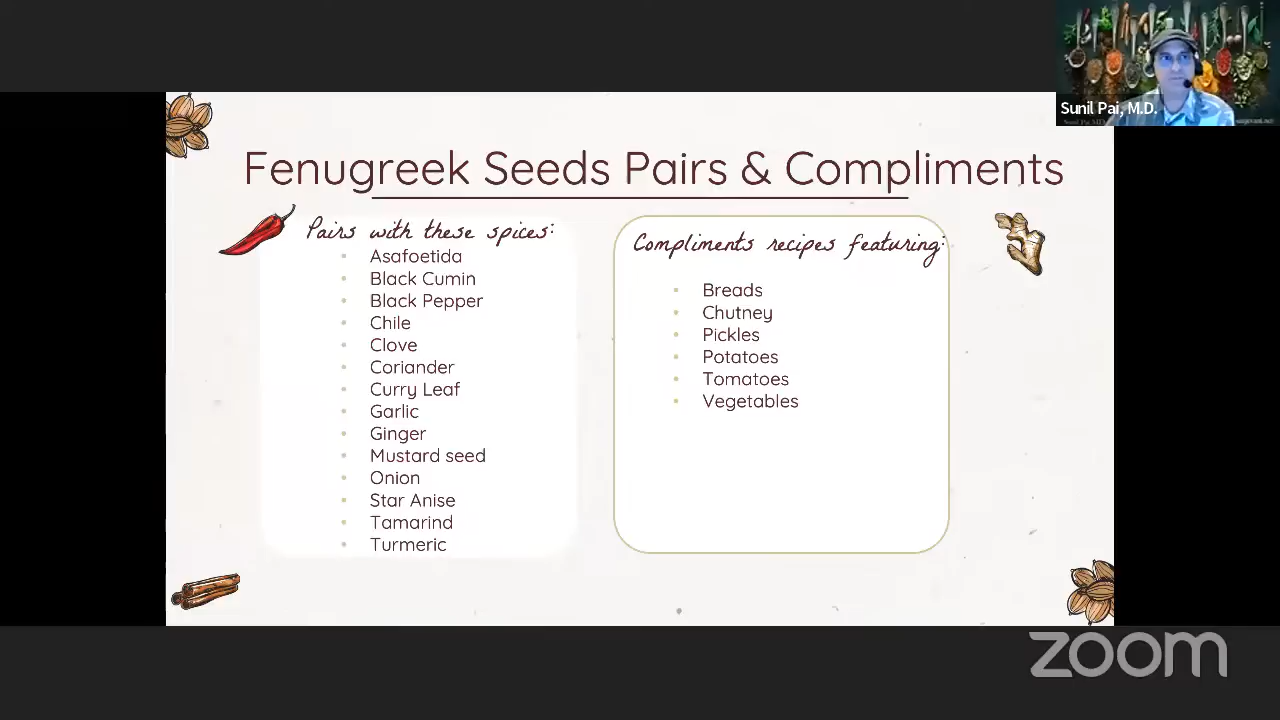 Sunil Pai, M.D.
Fenugreek Seeds Pairs & Compliments
Pairs with these spices:
Asafoetida
Black Cumin
Black Pepper
Chile
Clove
Coriander
Curry Leaf
Garlic
Ginger
Mustard seed
Onion
Star Anise
Tamarind
Turmeric
Compliments recipes featuring:
Breads
Chutney
Pickles
Potatoes
Tomatoes
Vegetables
zoom